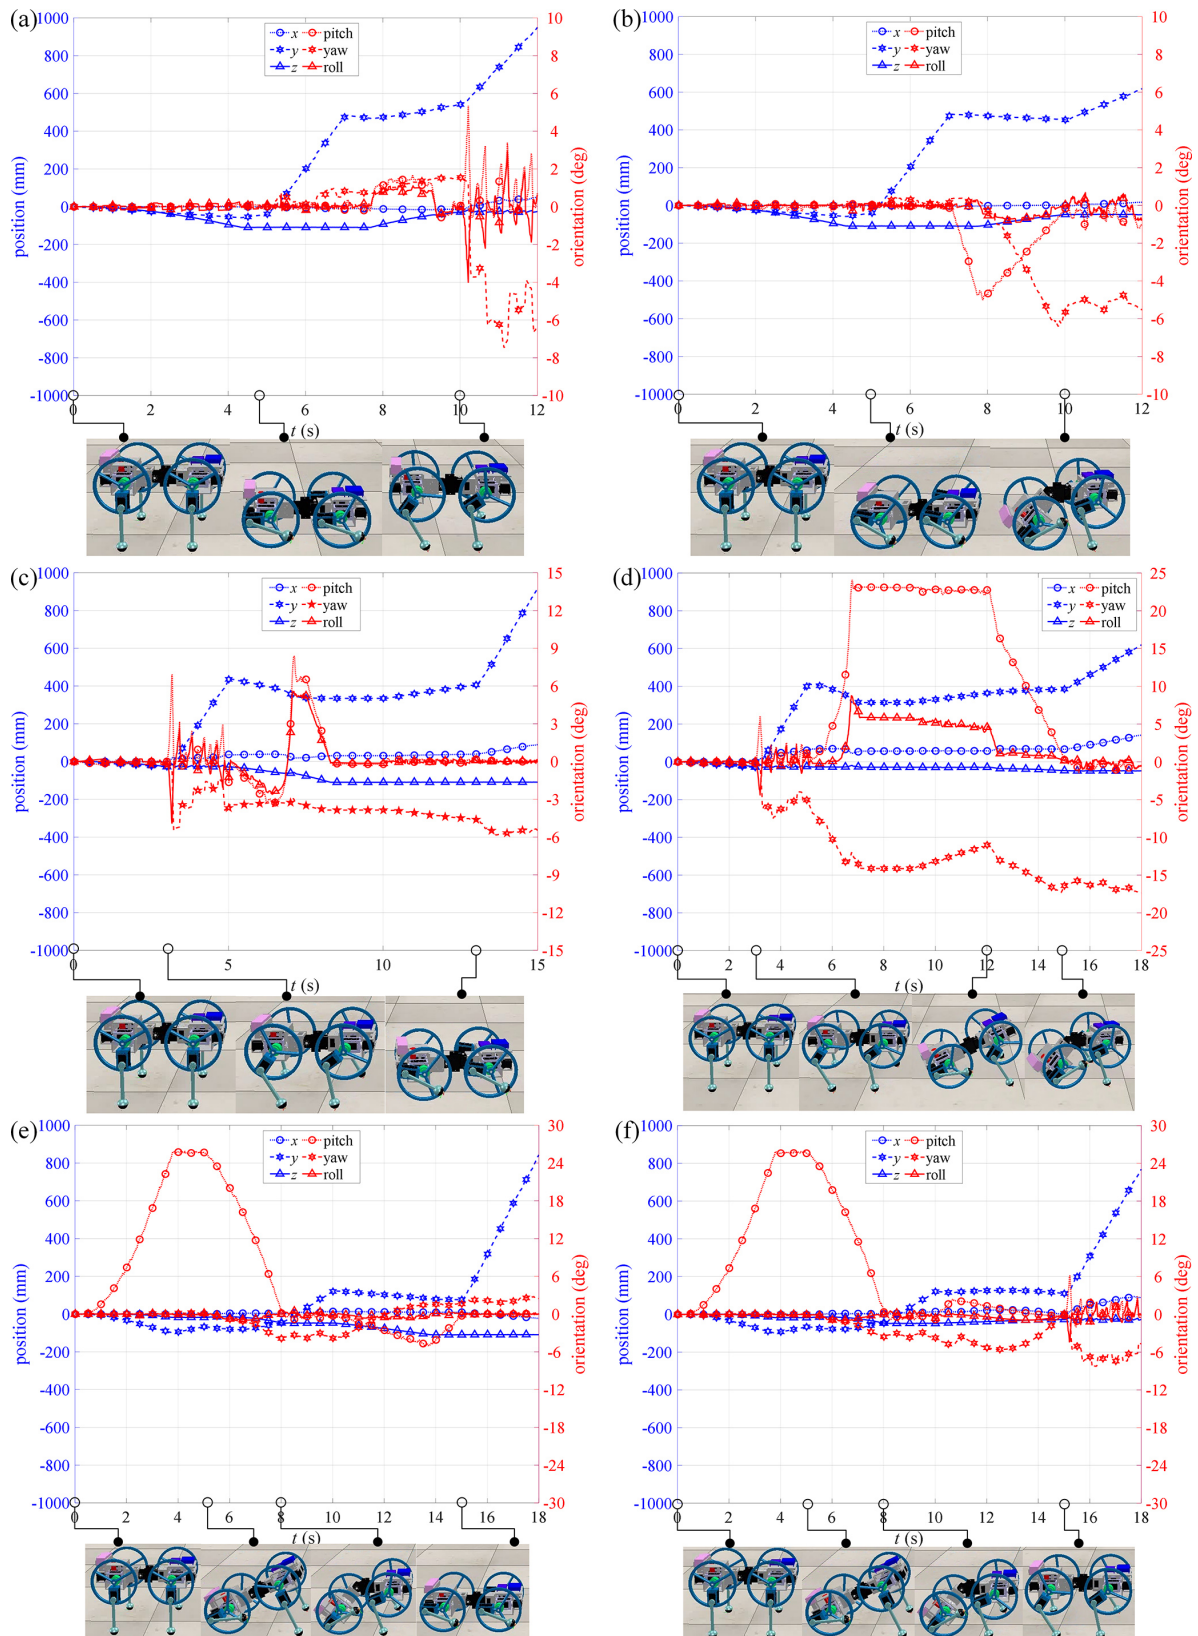 (a)
1000
800
600
400
200
0
-200
-400
-600
-800
-1000
position (mm)
x pitch
y yaw
z roll
10
8
6
4
2
0
-2
-4
-6
-8
-10
orientation (deg)
0 2 4 6 8 10 12
t (s)
(b)
1000
800
600
400
200
0
-200
-400
-600
-800
-1000
position (mm)
x pitch
y yaw
z roll
10
8
6
4
2
0
-2
-4
-6
-8
-10
orientation (deg)
0 2 4 6 8 10 12
t (s)
(c)
1000
800
600
400
200
0
-200
-400
-600
-800
-1000
position (mm)
x pitch
y yaw
z roll
15
12
9
6
3
0
-3
-6
-9
-12
-15
orientation (deg)
0 5 10 15
t (s)
(d)
1000
800
600
400
200
0
-200
-400
-600
-800
-1000
position (mm)
x pitch
y yaw
z roll
25
20
15
10
5
0
-5
-10
-15
-20
-25
orientation (deg)
0 2 4 6 8 10 12 14 16 18
t (s)
(e)
1000
800
600
400
200
0
-200
-400
-600
-800
-1000
position (mm)
x pitch
y yaw
z roll
30
24
18
12
6
0
-6
-12
-18
-24
-30
orientation (deg)
0 2 4 6 8 10 12 14 16 18
t (s)
(f)
1000
800
600
400
200
0
-200
-400
-600
-800
-1000
position (mm)
x pitch
y yaw
z roll
30
24
18
12
6
0
-6
-12
-18
-24
-30
orientation (deg)
0 2 4 6 8 10 12 14 16 18
t (s)